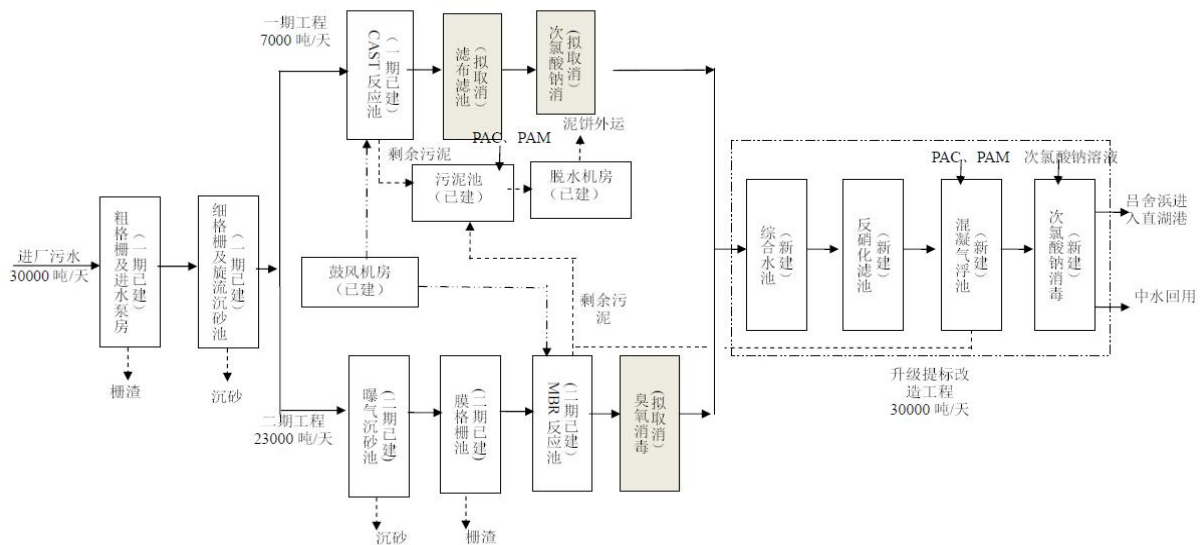 一期工程
7000 吨/天
CAST 反应池
（一期已建）
滤布滤池
（拟取消）
次氯酸钠消
（拟取消）
泥饼外运
PAC、PAM
剩余污泥
污泥池
（已建）
脱水机房
（已建）
进厂污水
30000 吨/天
粗格栅及进水泵房
（一期已建）
细格栅及旋流沉砂池
（一期已建）
栅渣
沉砂
鼓风机房
（已建）
剩余污
泥
二期工程
23000 吨/天
曝气沉砂池
（二期已建）
膜格栅池
（二期已建）
MBR 反应池
（二期已建）
臭氧消毒
（拟取消）
沉砂
栅渣
PAC、PAM
次氯酸钠溶液
综合水池
（新建）
反硝化滤池
（新建）
混凝气浮池
（新建）
次氯酸钠消毒
（新建）
吕舍浜进
入直湖港
中水回用
升级提标改
造工程
30000 吨/天